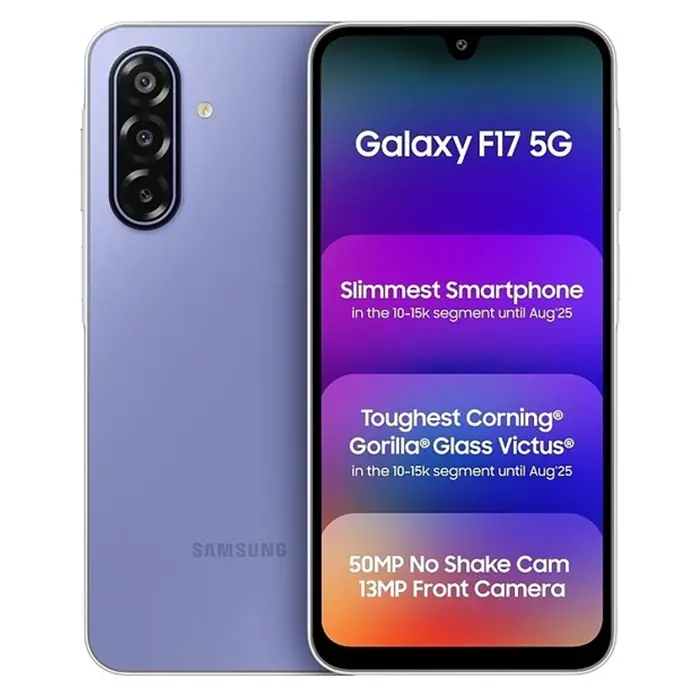 SAMSUNG
Galaxy F17 5G
Slimmest Smartphone
in the 10-15k segment until Aug'25
Toughest Corning®
Gorilla® Glass Victus®
in the 10-15k segment until Aug'25
50MP No Shake Cam
13MP Front Camera